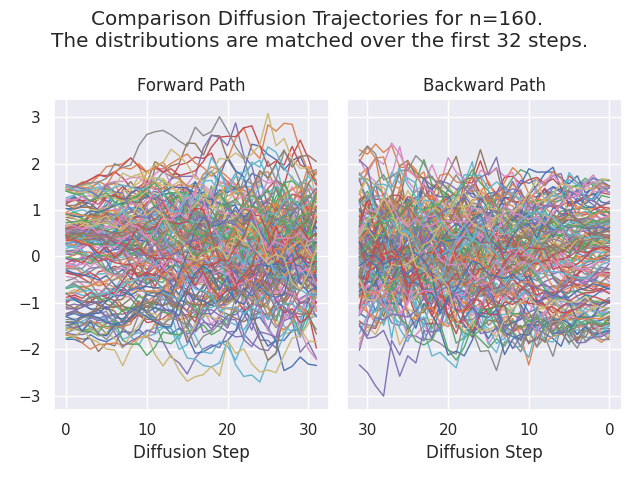 Comparison Diffusion Trajectories for n=160.
The distributions are matched over the first 32 steps.
Forward Path
Backward Path
3
2
1
0
−1
−2
−3
0 10 20 30
30 20 10 0
Diffusion Step
Diffusion Step